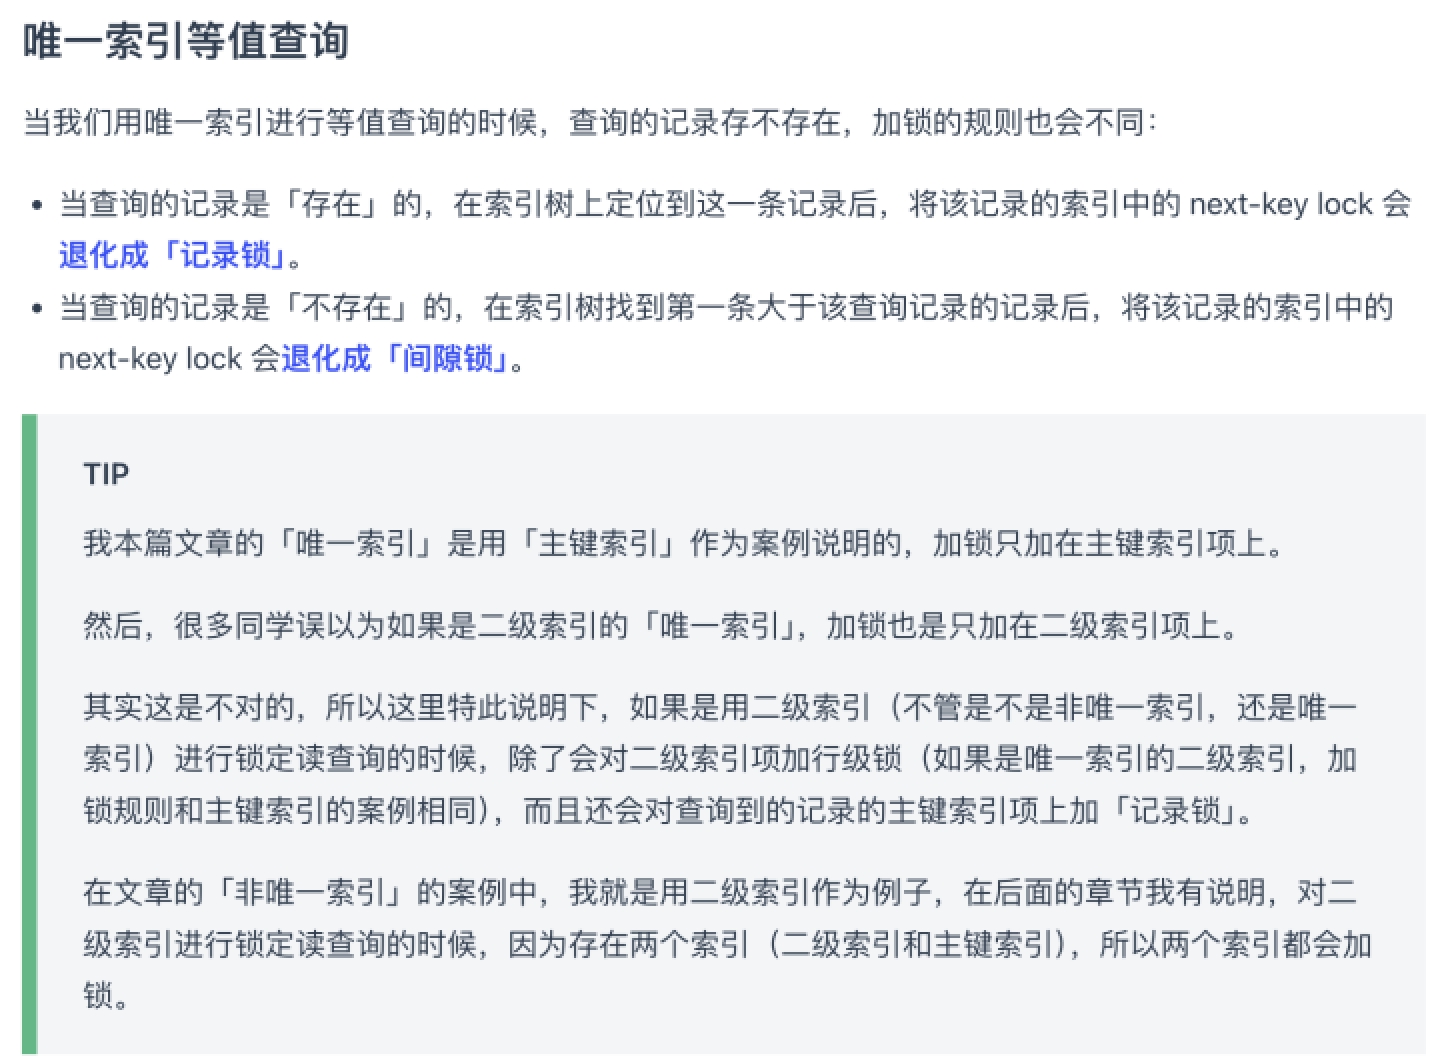 唯一索引等值查询
当我们用唯一索引进行等值查询的时候，查询的记录存不存在，加锁的规则也会不同：
• 当查询的记录是「存在」的，在索引树上定位到这一条记录后，将该记录的索引中的 next-key lock 会
退化成「记录锁」。
• 当查询的记录是「不存在」的，在索引树找到第一条大于该查询记录的记录后，将该记录的索引中的
next-key lock 会退化成「间隙锁」。
TIP
我本篇文章的「唯一索引」是用「主键索引」作为案例说明的，加锁只加在主键索引项上。
然后，很多同学误以为如果是二级索引的「唯一索引」，加锁也是只加在二级索引项上。
其实这是不对的，所以这里特此说明下，如果是用二级索引（不管是不是非唯一索引，还是唯一
索引）进行锁定读查询的时候，除了会对二级索引项加行级锁（如果是唯一索引的二级索引，加
锁规则和主键索引的案例相同），而且还会对查询到的记录的主键索引项上加「记录锁」。
在文章的「非唯一索引」的案例中，我就是用二级索引作为例子，在后面的章节我有说明，对二
级索引进行锁定读查询的时候，因为存在两个索引（二级索引和主键索引），所以两个索引都会加
锁。